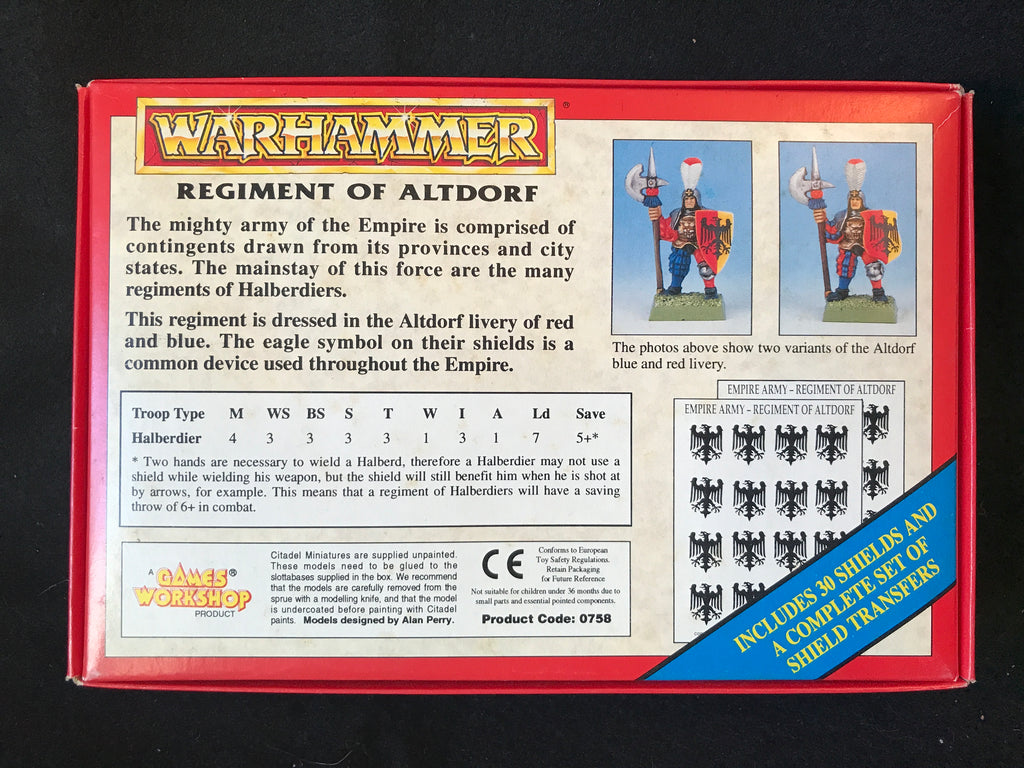 WARHAMMER ®
REGIMENT OF ALTDORF
The mighty army of the Empire is comprised of
contingents drawn from its provinces and city
states. The mainstay of this force are the many
regiments of Halberdiers.
This regiment is dressed in the Altdorf livery of red
and blue. The eagle symbol on their shields is a
common device used throughout the Empire.
The photos above show two variants of the Altdorf
blue and red livery.
Troop Type M WS BS S T W I A Ld Save
Halberdier 4 3 3 3 3 1 3 1 7 5+*
* Two hands are necessary to wield a Halberd, therefore a Halberdier may not use a
shield while wielding his weapon, but the shield will still benefit him when he is shot at
by arrows, for example. This means that a regiment of Halberdiers will have a saving
throw of 6+ in combat.
EMPIRE ARMY – REGIMENT OF ALTDORF
EMPIRE ARMY – REGIMENT OF ALTDORF
A GAMES ®
WORKSHOP
PRODUCT
Citadel Miniatures are supplied unpainted.
These models need to be glued to the
slottabases supplied in the box. We recommend
that the models are carefully removed from the
sprue with a modelling knife, and that the model
is undercoated before painting with Citadel
paints. Models designed by Alan Perry.
CE
Conforms to European
Toy Safety Regulations.
Retain Packaging
for Future Reference
Not suitable for children under 36 months due to
small parts and essential pointed components.
Product Code: 0758
INCLUDES 30 SHIELDS AND
A COMPLETE SET OF
SHIELD TRANSFERS